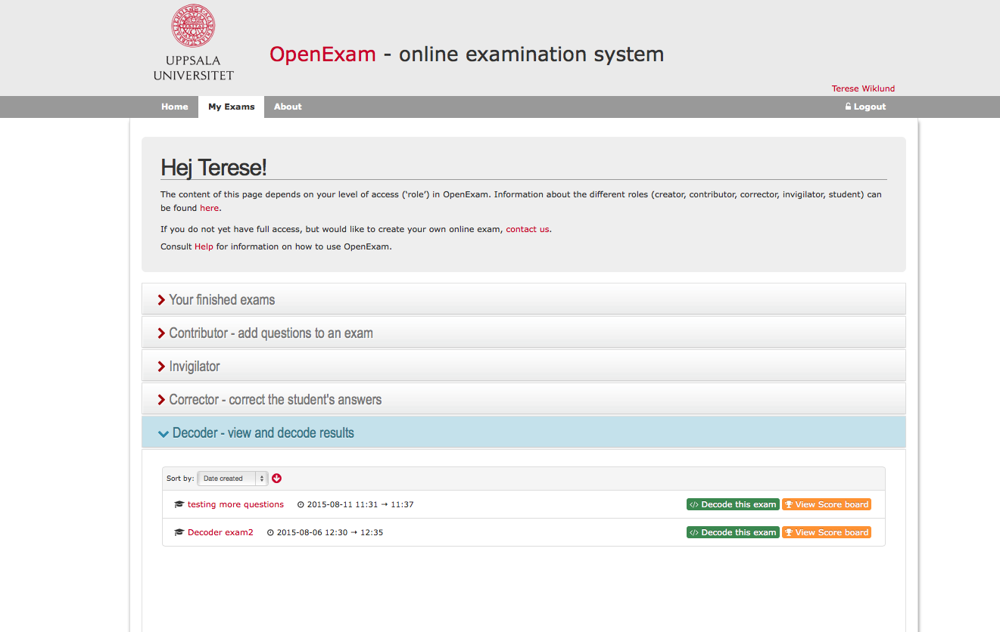 UPPSALA
UNIVERSITET
OpenExam - online examination system
Terese Wiklund
Home My Exams About Logout
Hej Terese!
The content of this page depends on your level of access (‘role’) in OpenExam. Information about the different roles (creator, contributor, corrector, invigilator, student) can
be found here.
If you do not yet have full access, but would like to create your own online exam, contact us.
Consult Help for information on how to use OpenExam.
Your finished exams
Contributor - add questions to an exam
Invigilator
Corrector - correct the student's answers
Decoder - view and decode results
Sort by: Date created
testing more questions 2015-08-11 11:31 → 11:37 </> Decode this exam View Score board
Decoder exam2 2015-08-06 12:30 → 12:35 </> Decode this exam View Score board